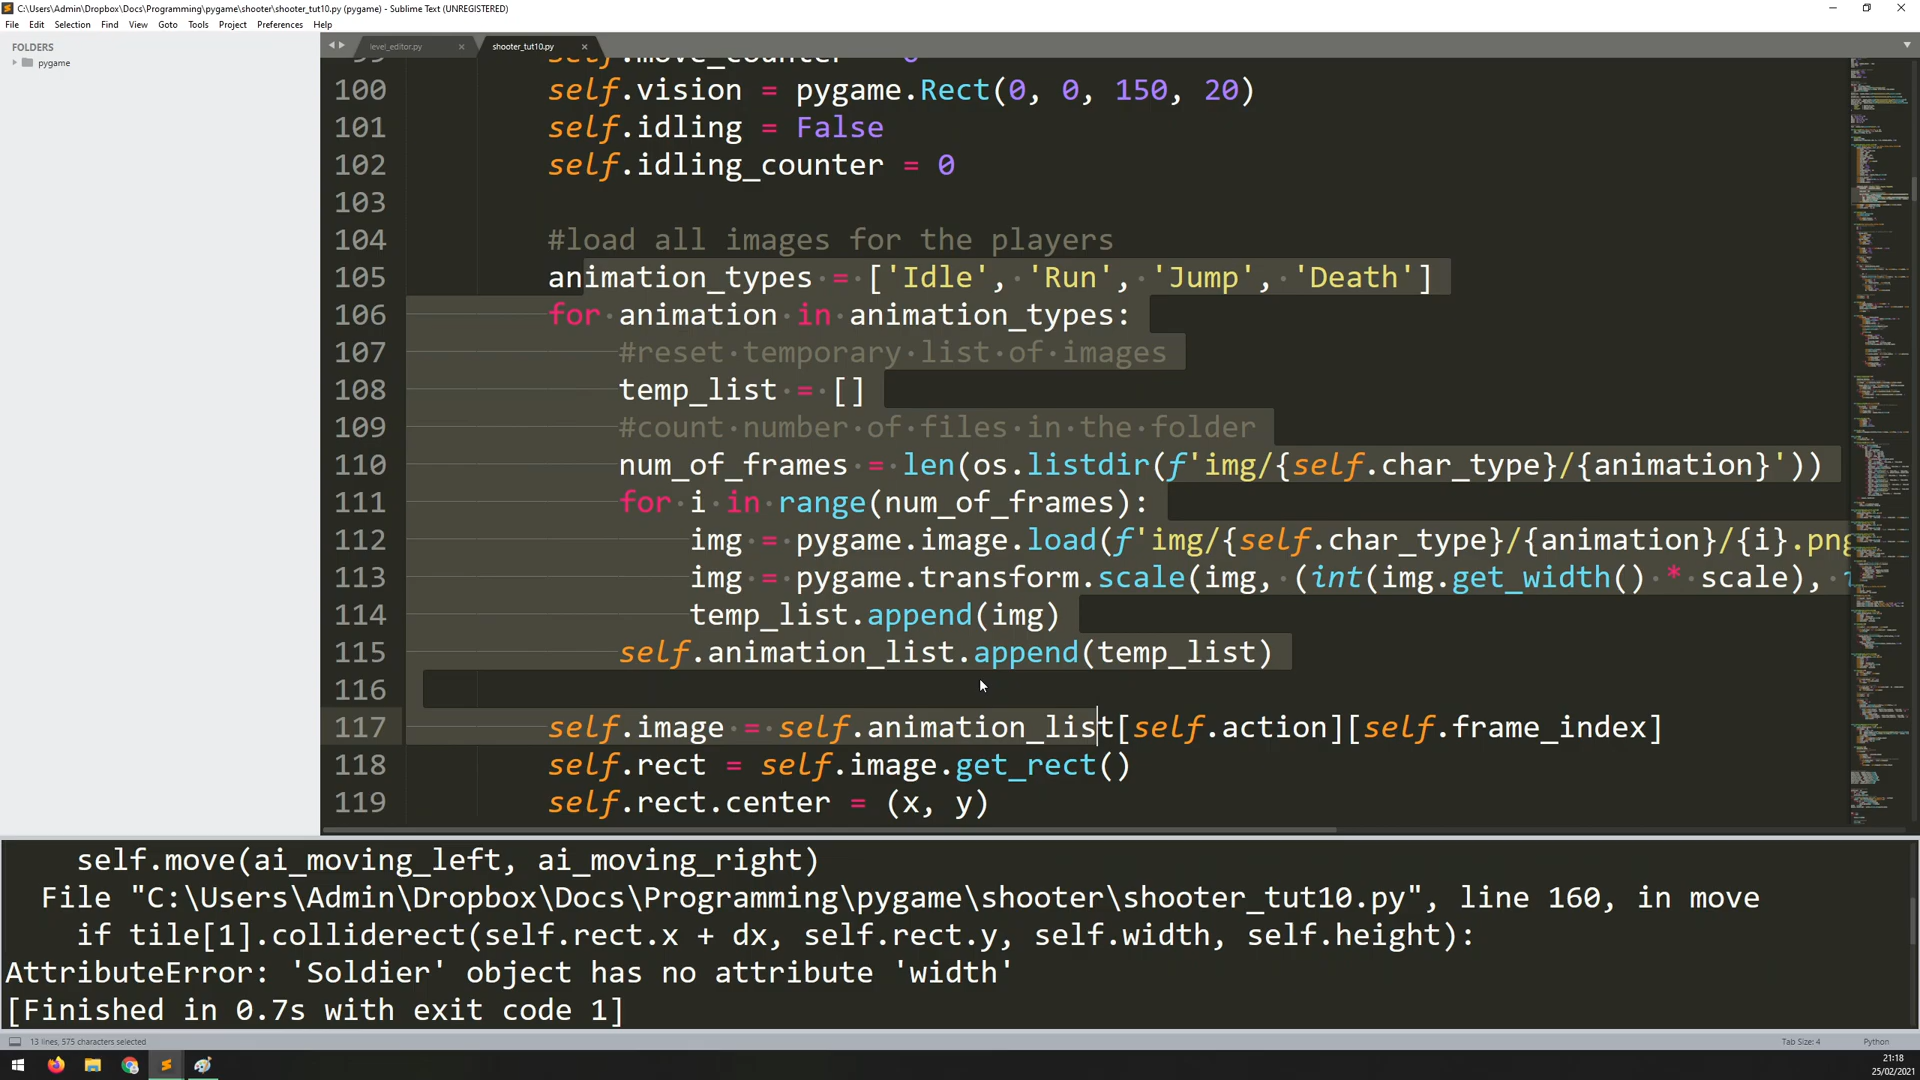 C:\Users\Admin\Dropbox\Docs\Programming\pygame\shooter\shooter_tut10.py (pygame) - Sublime Text (UNREGISTERED)
File Edit Selection Find View Goto Tools Project Preferences Help
FOLDERS
pygame
level_editor.py
shooter_tut10.py
100 self.vision = pygame.Rect(0, 0, 150, 20)
101 self.idling = False
102 self.idling_counter = 0
103
104 #load all images for the players
105 animation_types = ['Idle', 'Run', 'Jump', 'Death']
106 for animation in animation_types:
107 #reset temporary list of images
108 temp_list = []
109 #count number of files in the folder
110 num_of_frames = len(os.listdir(f'img/{self.char_type}/{animation}'))
111 for i in range(num_of_frames):
112 img = pygame.image.load(f'img/{self.char_type}/{animation}/{i}.png
113 img = pygame.transform.scale(img, (int(img.get_width() * scale),
114 temp_list.append(img)
115 self.animation_list.append(temp_list)
116
117 self.image = self.animation_list[self.action][self.frame_index]
118 self.rect = self.image.get_rect()
119 self.rect.center = (x, y)
self.move(ai_moving_left, ai_moving_right)
File "C:\Users\Admin\Dropbox\Docs\Programming\pygame\shooter\shooter_tut10.py", line 160, in move
if tile[1].colliderect(self.rect.x + dx, self.rect.y, self.width, self.height):
AttributeError: 'Soldier' object has no attribute 'width'
[Finished in 0.7s with exit code 1]
13 lines, 575 characters selected
Tab Size: 4
Python
21:18
25/02/2021